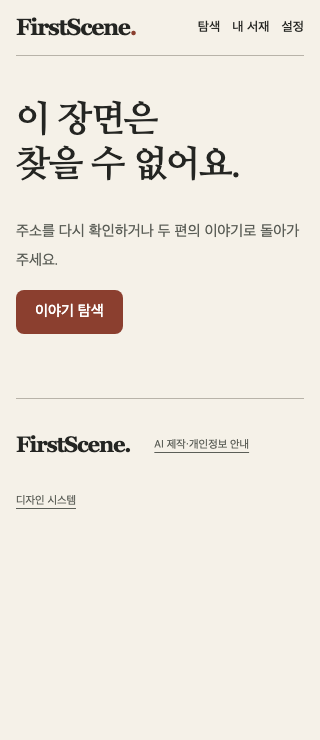 FirstScene.
탐색 내 서재 설정
이 장면은
찾을 수 없어요.
주소를 다시 확인하거나 두 편의 이야기로 돌아가
주세요.
이야기 탐색
FirstScene.
AI 제작·개인정보 안내
디자인 시스템